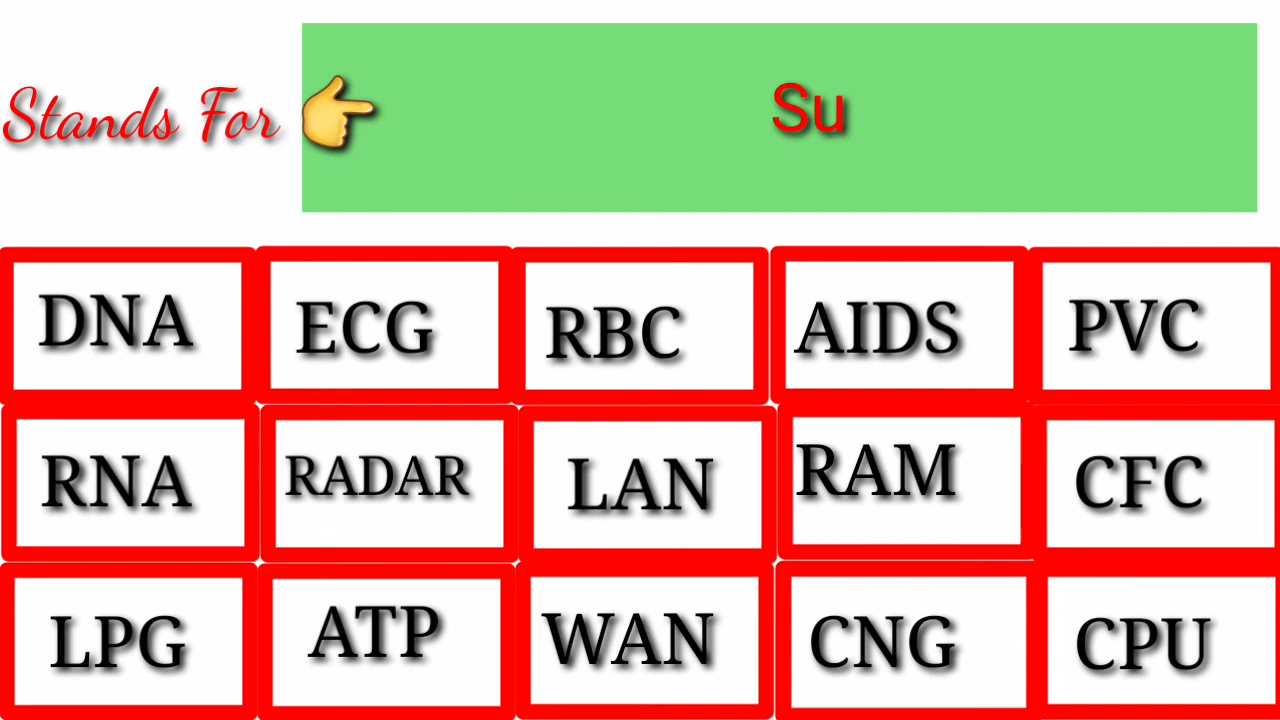 Stands For Su
DNA ECG RBC AIDS PVC
RNA RADAR LAN RAM CFC
LPG ATP WAN CNG CPU